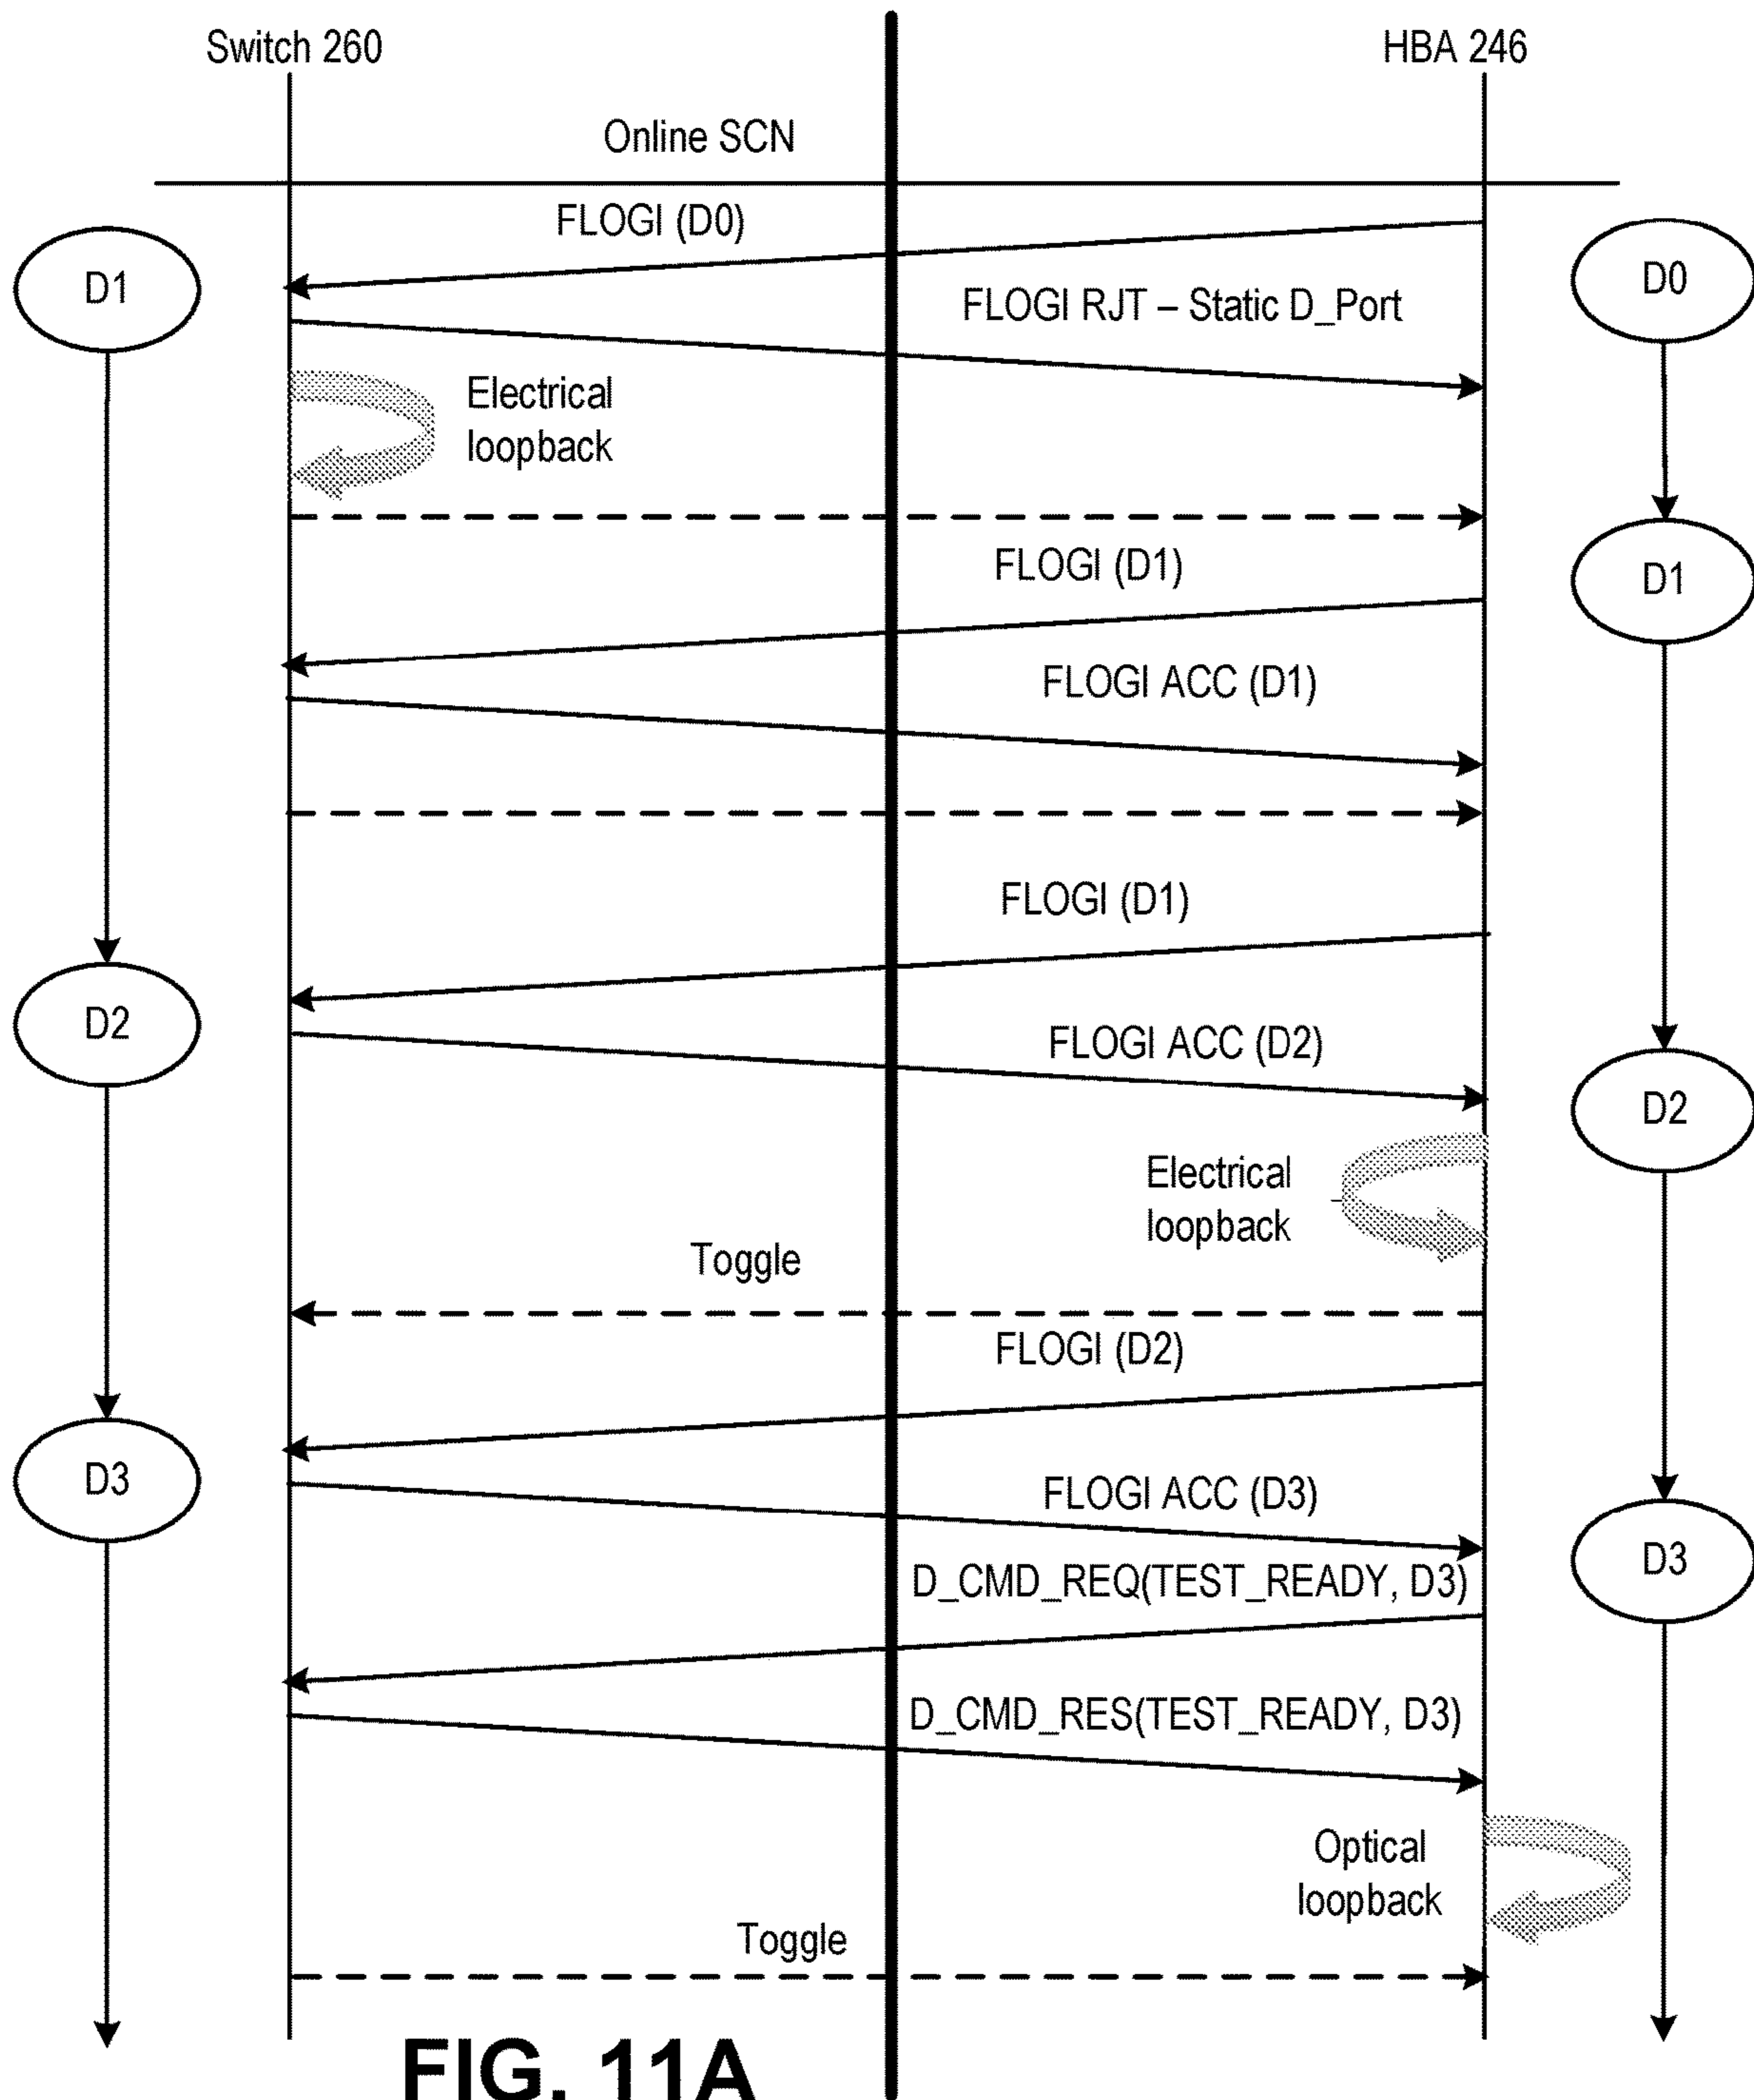 Switch 260
HBA 246
Online SCN
FLOGI (D0)
D1
D0
FLOGI RJT – Static D_Port
Electrical
loopback
FLOGI (D1)
D1
FLOGI ACC (D1)
FLOGI (D1)
D2
FLOGI ACC (D2)
D2
Electrical
loopback
Toggle
FLOGI (D2)
D3
FLOGI ACC (D3)
D3
D_CMD_REQ(TEST_READY, D3)
D_CMD_RES(TEST_READY, D3)
Optical
loopback
Toggle
FIG. 11A